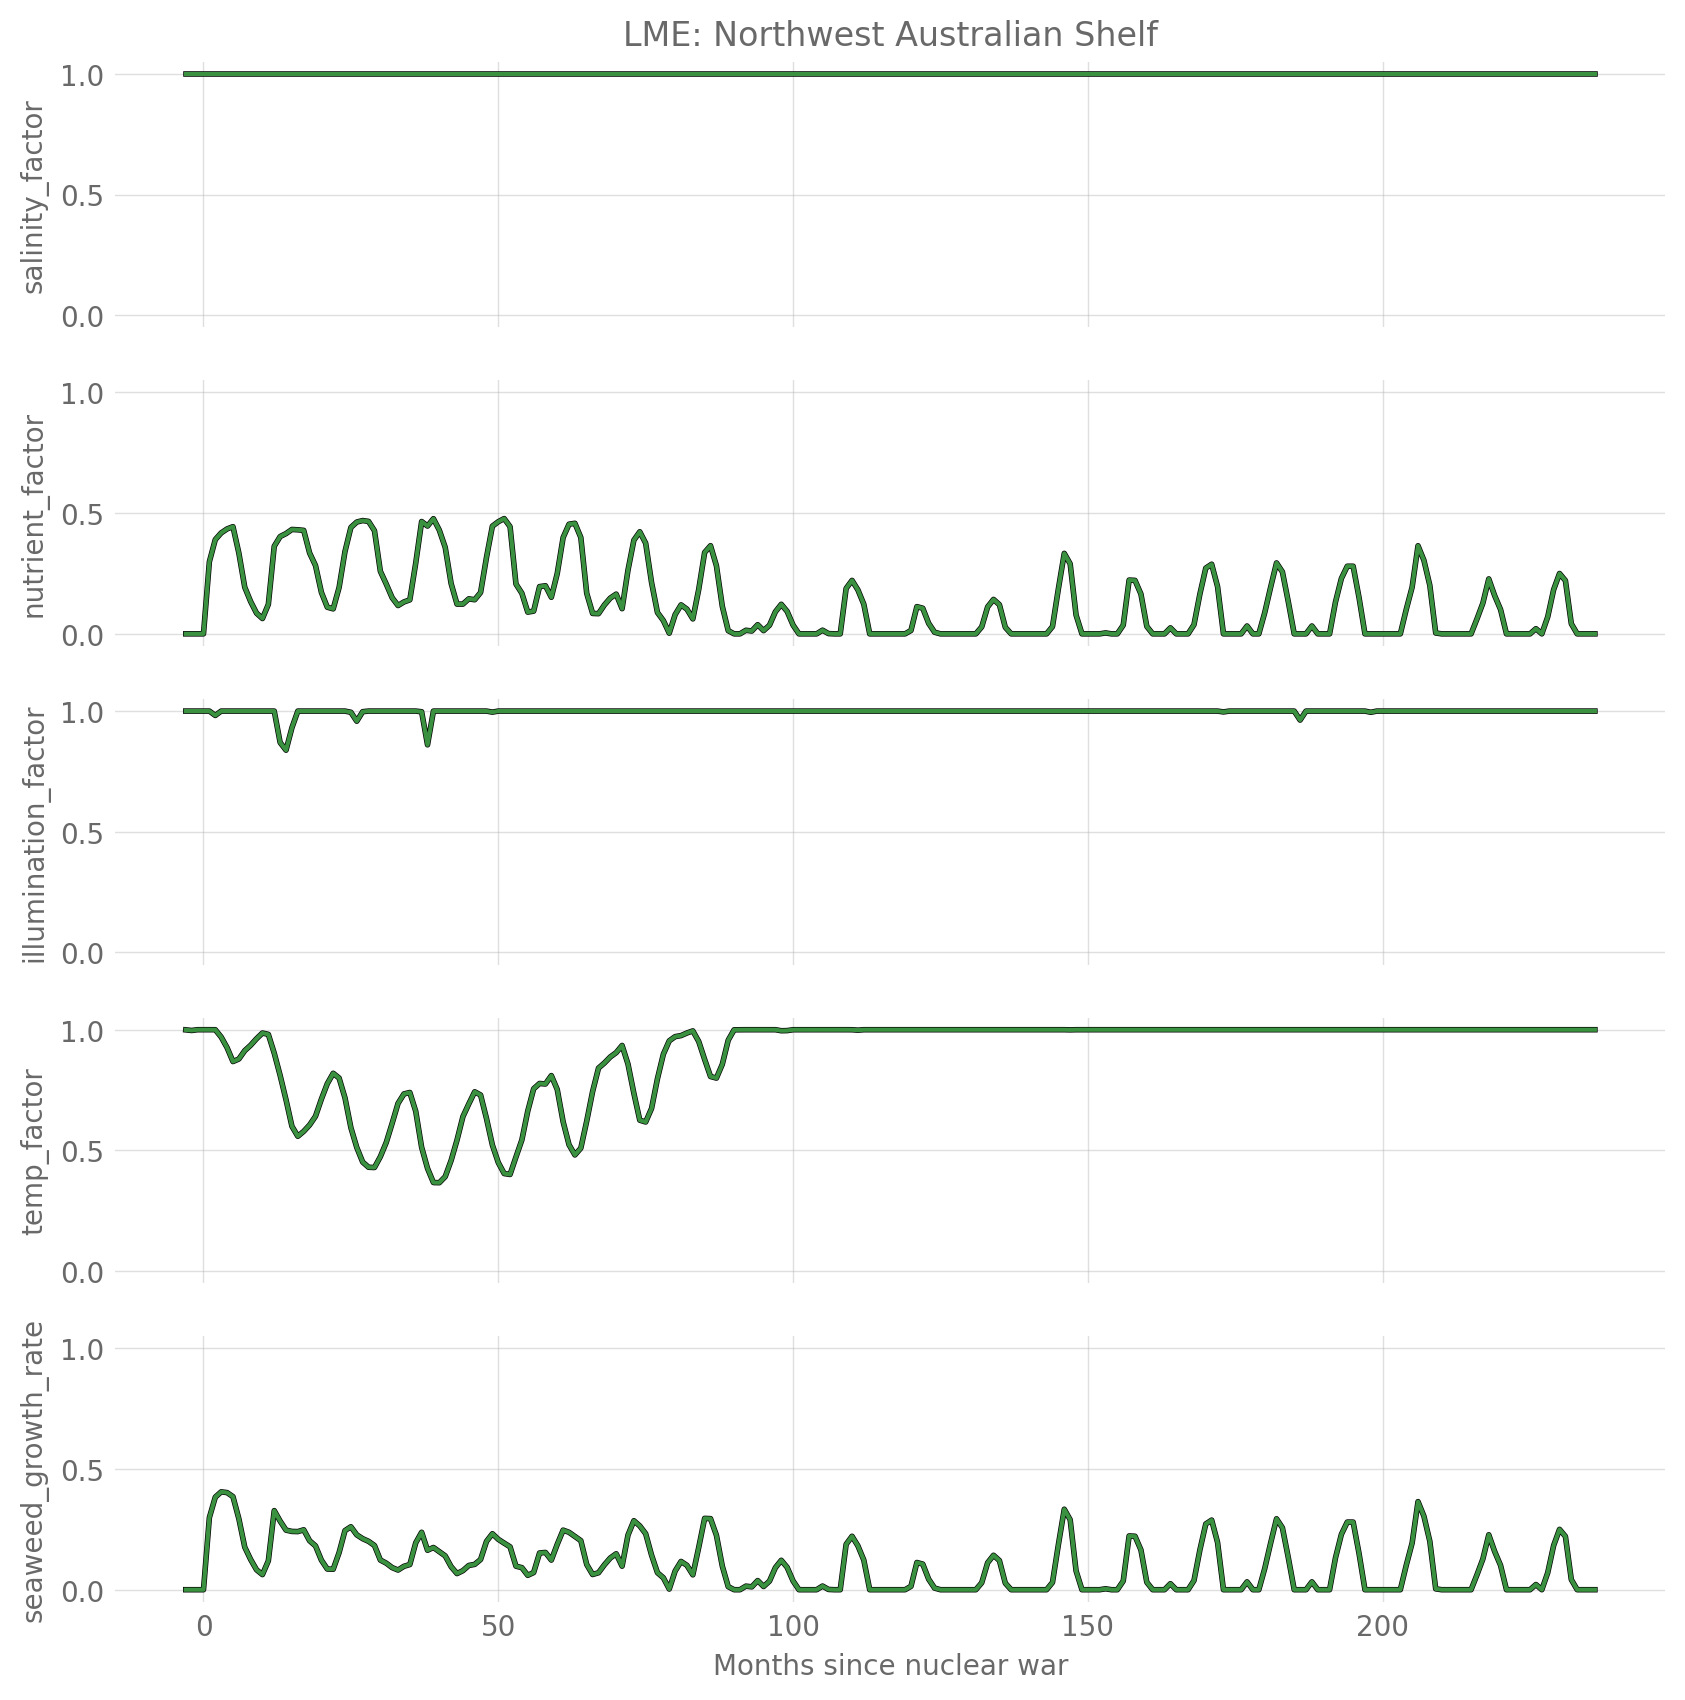 LME: Northwest Australian Shelf
salinity_factor
1.0
0.5
0.0
nutrient_factor
1.0
0.5
0.0
illumination_factor
1.0
0.5
0.0
temp_factor
1.0
0.5
0.0
seaweed_growth_rate
1.0
0.5
0.0
0 50 100 150 200
Months since nuclear war